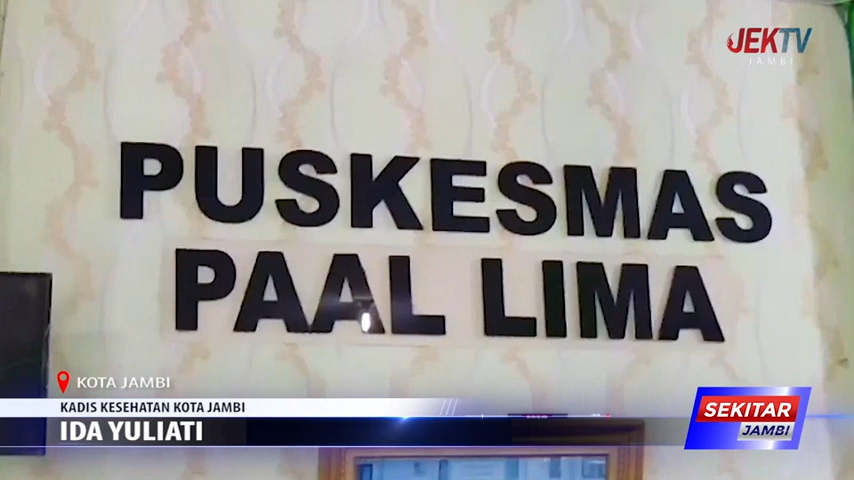 JEKTV
JAMBI
PUSKESMAS
PAAL LIMA
KOTA JAMBI
KADIS KESEHATAN KOTA JAMBI
IDA YULIATI
SEKITAR
JAMBI